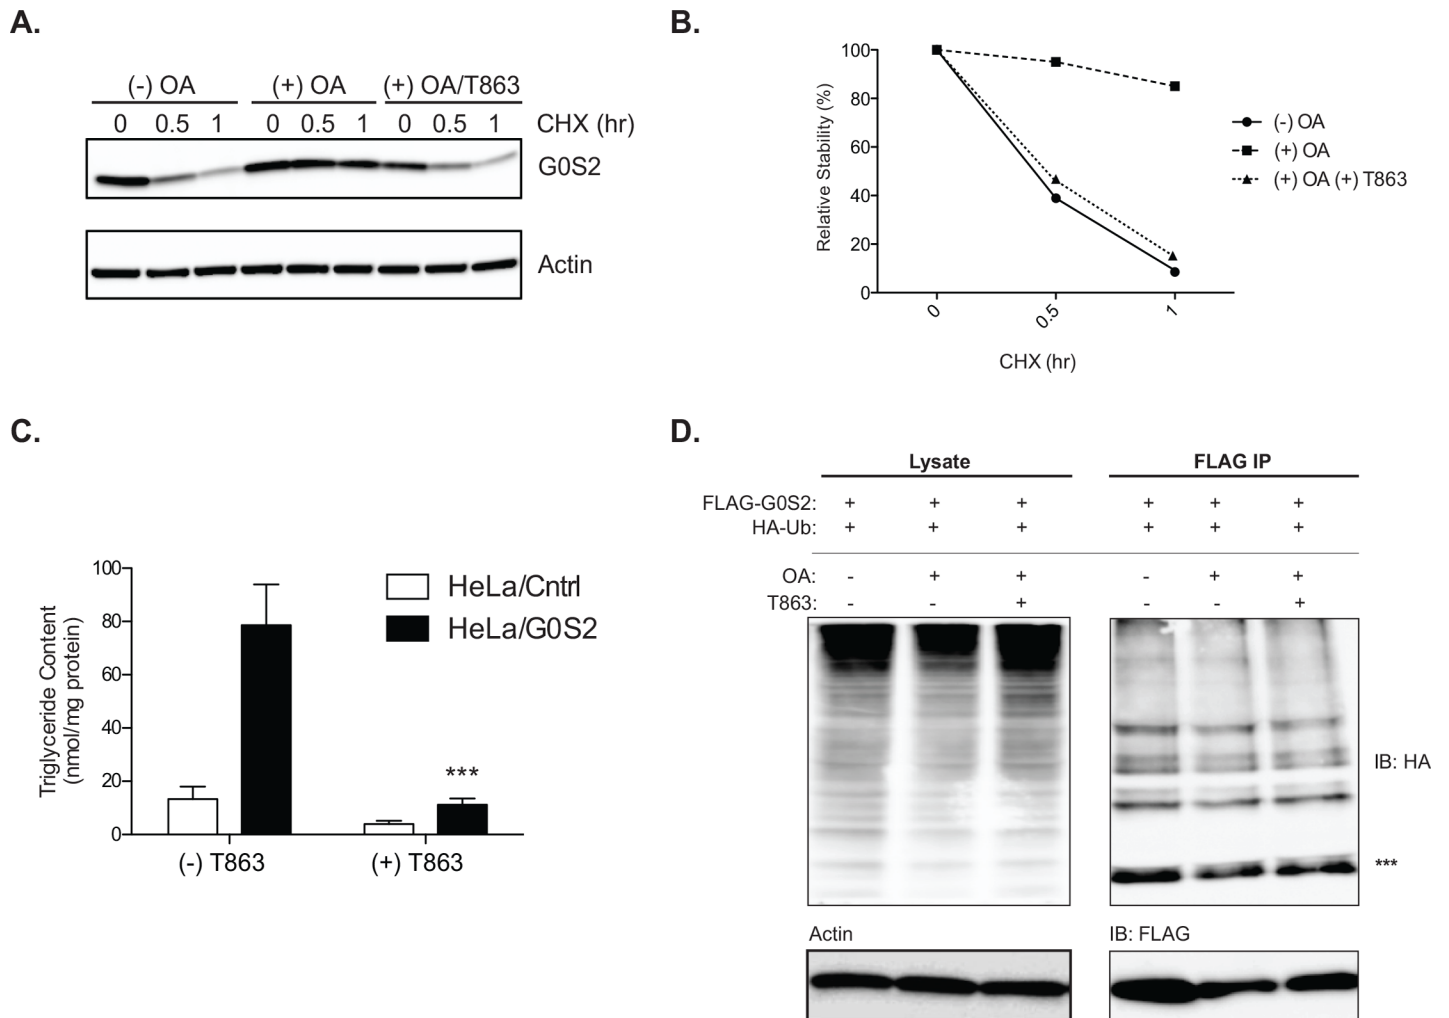 A.
(-) OA (+) OA (+) OA/T863
0 0.5 1 0 0.5 1 0 0.5 1 CHX (hr)
G0S2
Actin
B.
100
80
60
40
20
0
Relative Stability (%)
0 0.5 1
CHX (hr)
(-) OA
(+) OA
(+) OA (+) T863
C.
100
80
60
40
20
0
Triglyceride Content
(nmol/mg protein)
HeLa/Cntrl
HeLa/G0S2
***
(-) T863 (+) T863
D.
Lysate FLAG IP
FLAG-G0S2: + + + + + +
HA-Ub: + + + + + +
OA: - + + - + +
T863: - - + - - +
IB: HA
***
Actin IB: FLAG